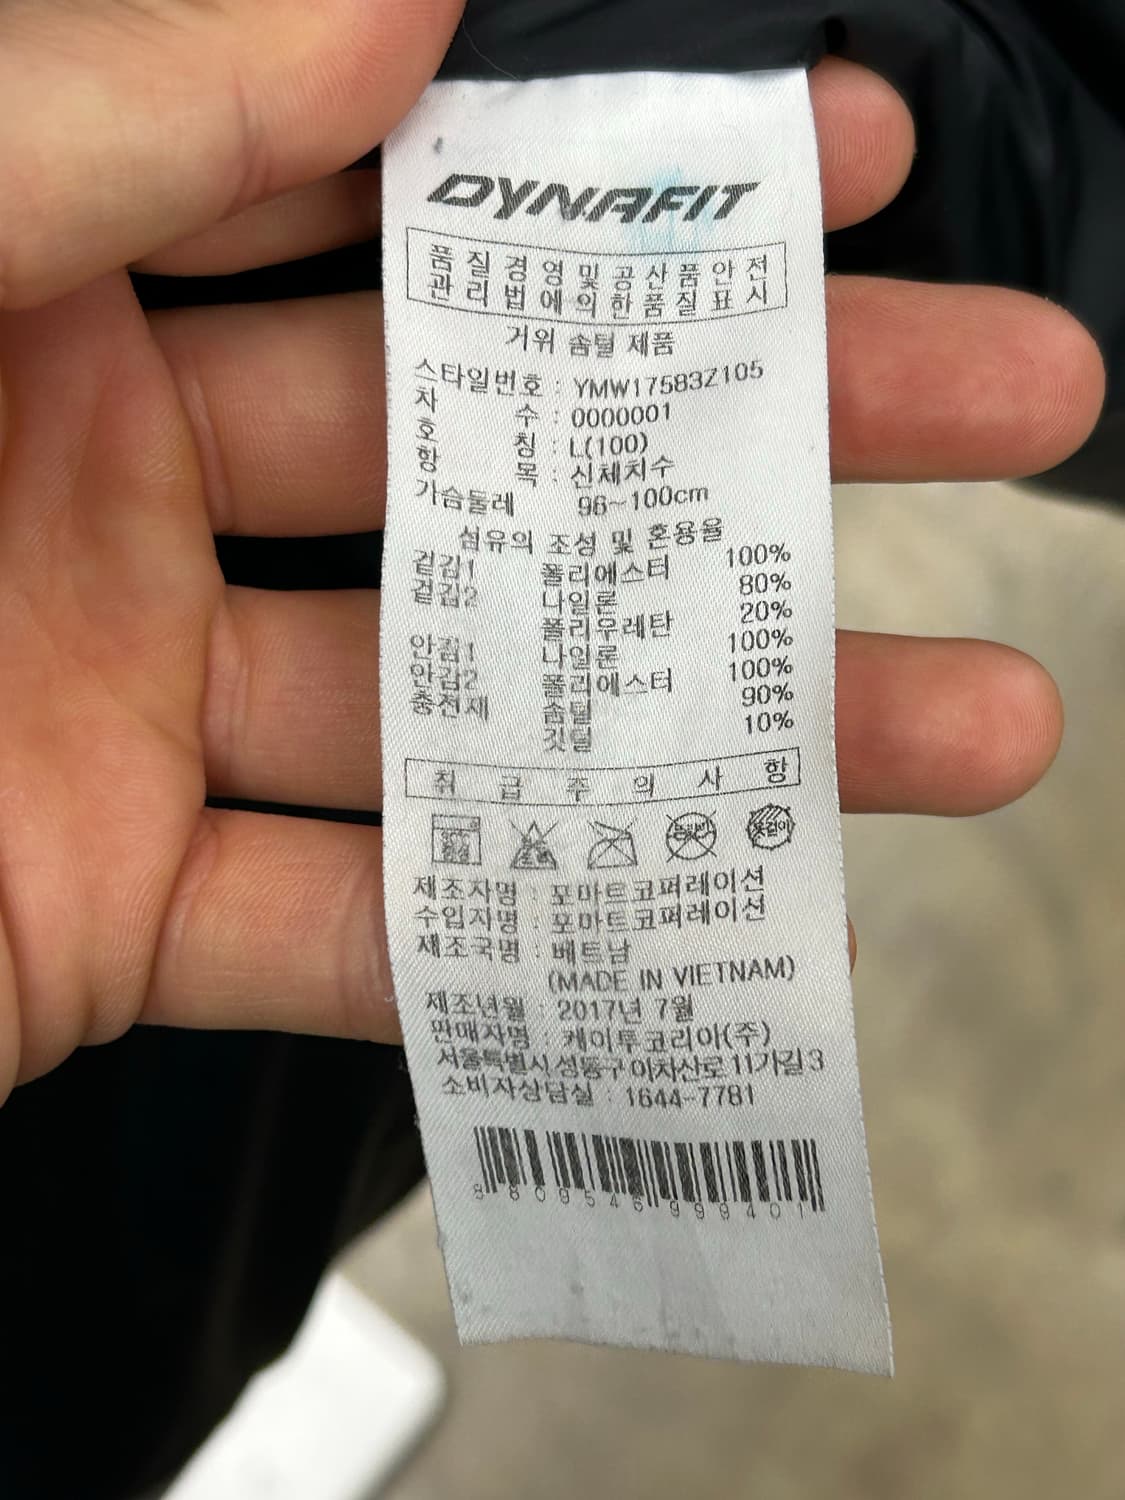 DYNAFIT
품질경영및공산품안전
관리법에의한품질표시
거위 솜털 제품
스타일번호 : YMW17583Z105
차 수 : 0000001
호 칭 : L(100)
항 목 : 신체치수
가슴둘레 96~100cm
섬유의 조성 및 혼용율
겉감1 폴리에스터 100%
겉감2 나일론 80%
폴리우레탄 20%
안감1 나일론 100%
안감2 폴리에스터 100%
충전재 솜털 90%
깃털 10%
취 급 주 의 사 항
드라이 옷걸이
제조자명 : 포마트코퍼레이션
수입자명 : 포마트코퍼레이션
제조국명 : 베트남
(MADE IN VIETNAM)
제조년월 : 2017년 7월
판매자명 : 케이투코리아(주)
서울특별시 성동구 아차산로 11가길 3
소비자상담실 : 1644-7781
8809546999401